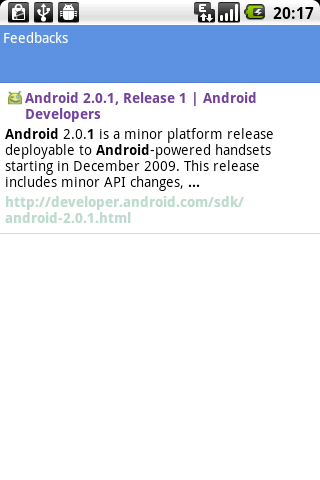 20:17
Feedbacks
Android 2.0.1, Release 1 | Android
Developers
Android 2.0.1 is a minor platform release
deployable to Android-powered handsets
starting in December 2009. This release
includes minor API changes, ...
http://developer.android.com/sdk/
android-2.0.1.html